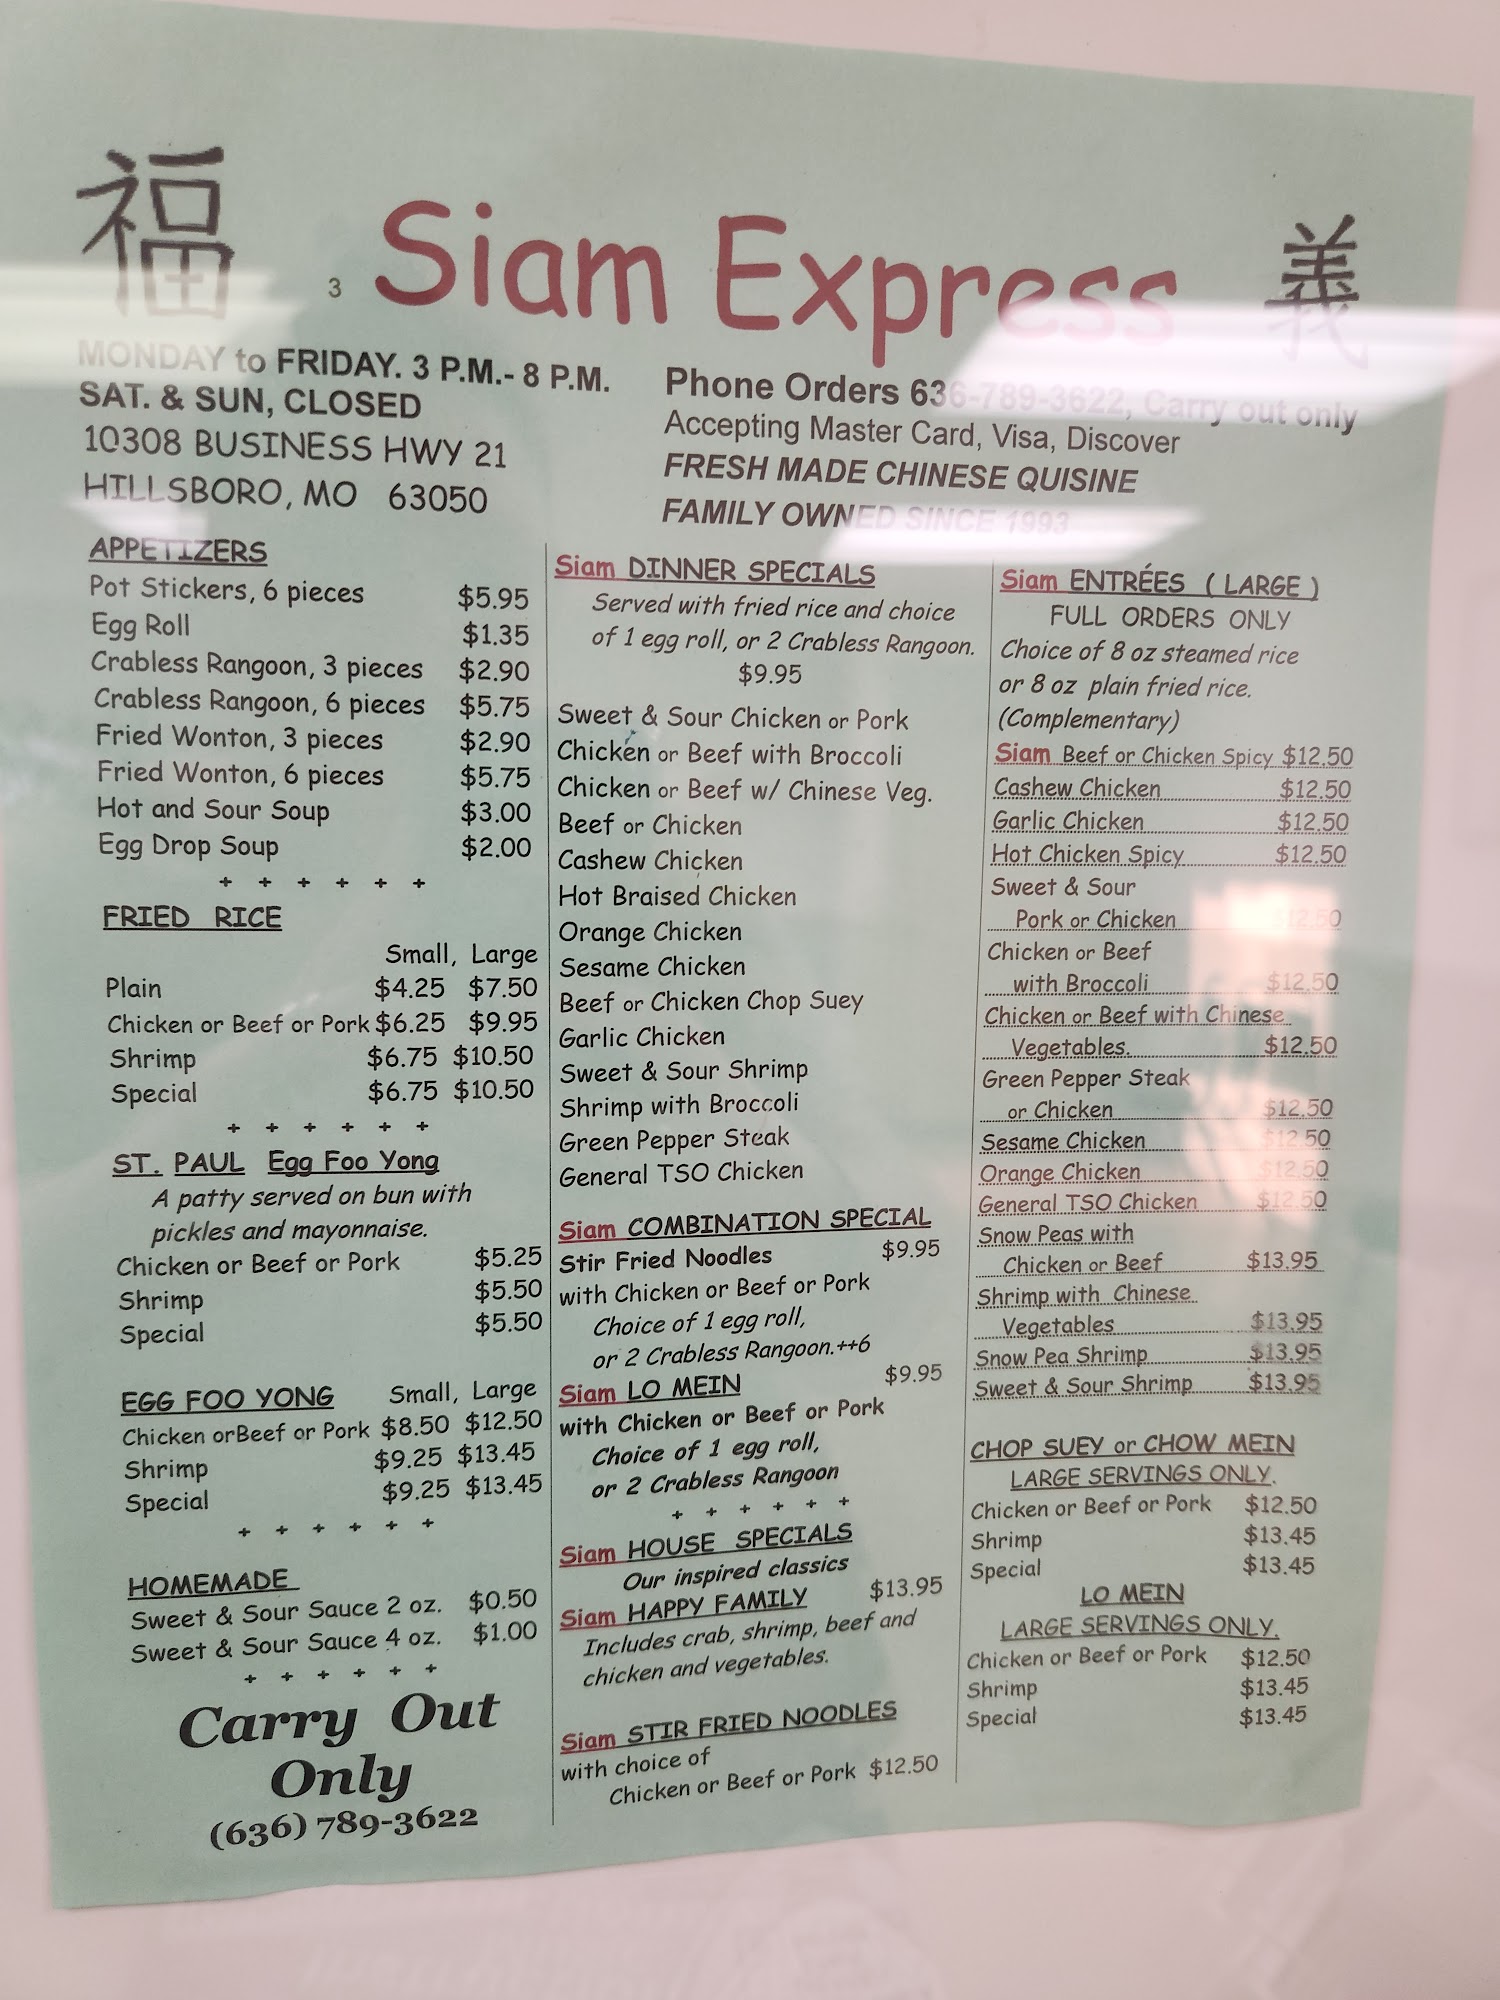 福
3
Siam Express
義
MONDAY to FRIDAY. 3 P.M.- 8 P.M.
SAT. & SUN, CLOSED
10308 BUSINESS HWY 21
HILLSBORO, MO 63050
Phone Orders 636-789-3622, Carry out only
Accepting Master Card, Visa, Discover
FRESH MADE CHINESE QUISINE
FAMILY OWNED SINCE 1993
APPETIZERS
Pot Stickers, 6 pieces $5.95
Egg Roll $1.35
Crabless Rangoon, 3 pieces $2.90
Crabless Rangoon, 6 pieces $5.75
Fried Wonton, 3 pieces $2.90
Fried Wonton, 6 pieces $5.75
Hot and Sour Soup $3.00
Egg Drop Soup $2.00
+ + + + + +
FRIED RICE
Small, Large
Plain $4.25 $7.50
Chicken or Beef or Pork $6.25 $9.95
Shrimp $6.75 $10.50
Special $6.75 $10.50
+ + + + + +
ST. PAUL Egg Foo Yong
A patty served on bun with
pickles and mayonnaise.
Chicken or Beef or Pork $5.25
Shrimp $5.50
Special $5.50
EGG FOO YONG Small, Large
Chicken orBeef or Pork $8.50 $12.50
Shrimp $9.25 $13.45
Special $9.25 $13.45
+ + + + + +
HOMEMADE
Sweet & Sour Sauce 2 oz. $0.50
Sweet & Sour Sauce 4 oz. $1.00
+ + + + + +
Carry Out
Only
(636) 789-3622
Siam DINNER SPECIALS
Served with fried rice and choice
of 1 egg roll, or 2 Crabless Rangoon.
$9.95
Sweet & Sour Chicken or Pork
Chicken or Beef with Broccoli
Chicken or Beef w/ Chinese Veg.
Beef or Chicken
Cashew Chicken
Hot Braised Chicken
Orange Chicken
Sesame Chicken
Beef or Chicken Chop Suey
Garlic Chicken
Sweet & Sour Shrimp
Shrimp with Broccoli
Green Pepper Steak
General TSO Chicken
Siam COMBINATION SPECIAL
Stir Fried Noodles $9.95
with Chicken or Beef or Pork
Choice of 1 egg roll,
or 2 Crabless Rangoon.++6
Siam LO MEIN $9.95
with Chicken or Beef or Pork
Choice of 1 egg roll,
or 2 Crabless Rangoon
+ + + + + +
Siam HOUSE SPECIALS
Our inspired classics
Siam HAPPY FAMILY $13.95
Includes crab, shrimp, beef and
chicken and vegetables.
Siam STIR FRIED NOODLES
with choice of
Chicken or Beef or Pork $12.50
Siam ENTRÉES ( LARGE )
FULL ORDERS ONLY
Choice of 8 oz steamed rice
or 8 oz plain fried rice.
(Complementary)
Siam Beef or Chicken Spicy $12.50
Cashew Chicken $12.50
Garlic Chicken $12.50
Hot Chicken Spicy $12.50
Sweet & Sour
Pork or Chicken $12.50
Chicken or Beef
with Broccoli $12.50
Chicken or Beef with Chinese
Vegetables. $12.50
Green Pepper Steak
or Chicken $12.50
Sesame Chicken $12.50
Orange Chicken $12.50
General TSO Chicken $12.50
Snow Peas with
Chicken or Beef $13.95
Shrimp with Chinese
Vegetables $13.95
Snow Pea Shrimp $13.95
Sweet & Sour Shrimp $13.95
CHOP SUEY or CHOW MEIN
LARGE SERVINGS ONLY.
Chicken or Beef or Pork $12.50
Shrimp $13.45
Special $13.45
LO MEIN
LARGE SERVINGS ONLY.
Chicken or Beef or Pork $12.50
Shrimp $13.45
Special $13.45